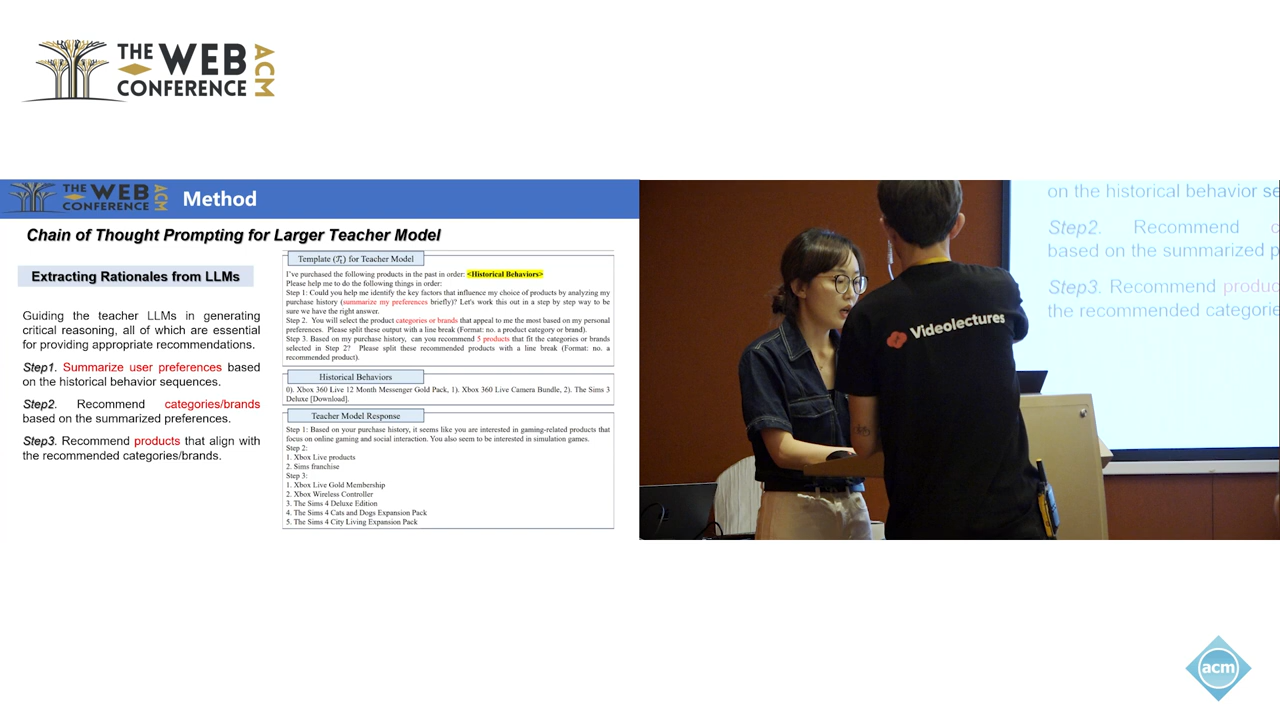 THE WEB
CONFERENCE
ACM
THE WEB
CONFERENCE
ACM
Method
Chain of Thought Prompting for Larger Teacher Model
Extracting Rationales from LLMs
Guiding the teacher LLMs in generating
critical reasoning, all of which are essential
for providing appropriate recommendations.
Step1. Summarize user preferences based
on the historical behavior sequences.
Step2. Recommend categories/brands
based on the summarized preferences.
Step3. Recommend products that align with
the recommended categories/brands.
Template (T₁) for Teacher Model
I've purchased the following products in the past in order: <Historical Behaviors>
Please help me to do the following things in order:
Step 1: Could you help me identify the key factors that influence my choice of products by analyzing my
purchase history (summarize my preferences briefly)? Let's work this out in a step by step way to be
sure we have the right answer.
Step 2. You will select the product categories or brands that appeal to me the most based on my personal
preferences. Please split these output with a line break (Format: no. a product category or brand).
Step 3. Based on my purchase history, can you recommend 5 products that fit the categories or brands
selected in Step 2? Please split these recommended products with a line break (Format: no. a
recommended product).
Historical Behaviors
0). Xbox 360 Live 12 Month Messenger Gold Pack, 1). Xbox 360 Live Camera Bundle, 2). The Sims 3
Deluxe [Download].
Teacher Model Response
Step 1: Based on your purchase history, it seems like you are interested in gaming-related products that
focus on online gaming and social interaction. You also seem to be interested in simulation games.
Step 2:
1. Xbox Live products
2. Sims franchise
Step 3:
1. Xbox Live Gold Membership
2. Xbox Wireless Controller
3. The Sims 4 Deluxe Edition
4. The Sims 4 Cats and Dogs Expansion Pack
5. The Sims 4 City Living Expansion Pack
Videolectures
on the historical behavior se
Step2. Recommend c
based on the summarized p
Step3. Recommend produc
the recommended categorie
acm